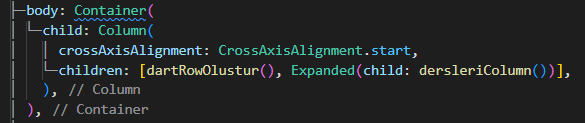 body: Container(
child: Column(
crossAxisAlignment: CrossAxisAlignment.start,
children: [dartRowOlustur(), Expanded(child: dersleriColumn())],
), // Column
), // Container